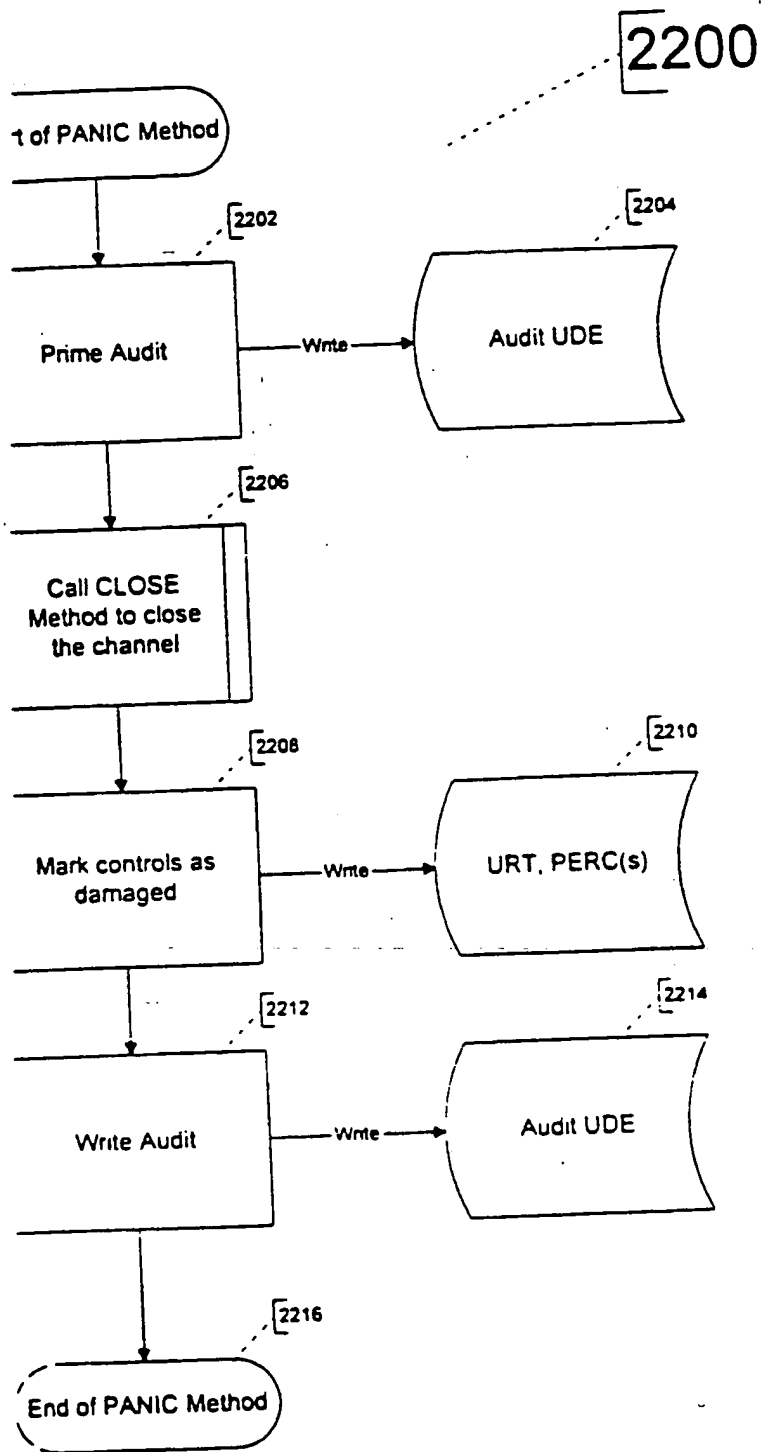 2200
t of PANIC Method
2202
2204
Prime Audit
Write
Audit UDE
2206
Call CLOSE
Method to close
the channel
2208
2210
Mark controls as
damaged
Write
URT, PERC(s)
2212
2214
Write Audit
Write
Audit UDE
2216
End of PANIC Method